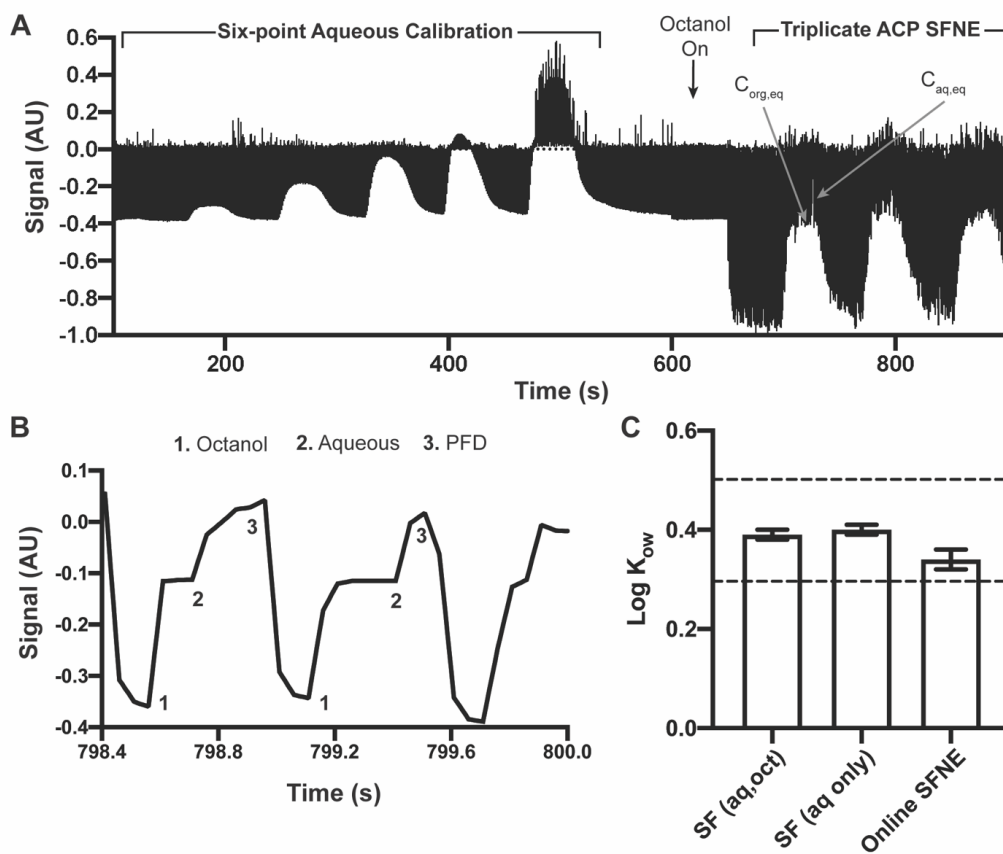 A
Six-point Aqueous Calibration
Octanol
On
Triplicate ACP SFNE
C_org,eq
C_aq,eq
Signal (AU)
0.6
0.4
0.2
0.0
-0.2
-0.4
-0.6
-0.8
-1.0
200
400
600
800
Time (s)
B
1. Octanol 2. Aqueous 3. PFD
Signal (AU)
0.1
0.0
-0.1
-0.2
-0.3
-0.4
1
2
3
1
2
3
798.4
798.8
799.2
799.6
800.0
Time (s)
C
Log K_ow
0.6
0.4
0.2
0.0
SF (aq,oct)
SF (aq only)
Online SFNE